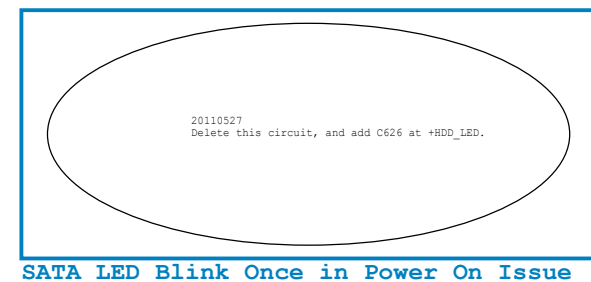 20110527
Delete this circuit, and add C626 at +HDD_LED.
SATA LED Blink Once in Power On Issue